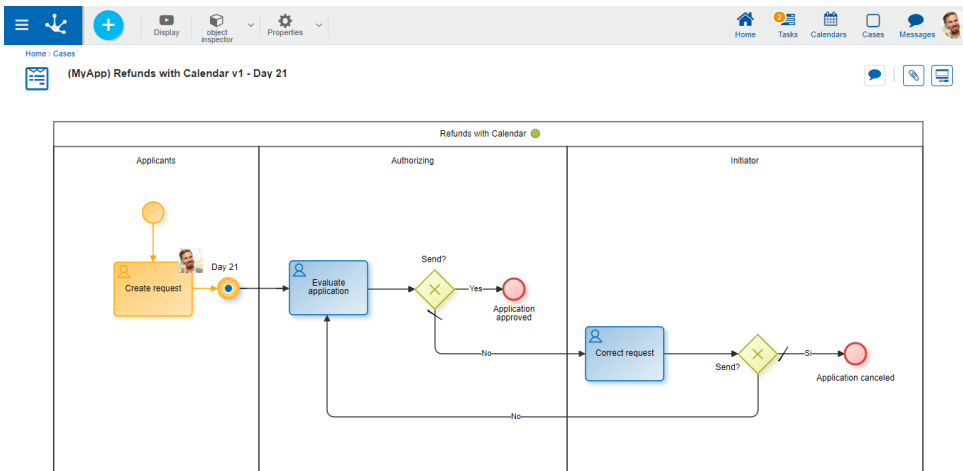 Display
object
inspector
Properties
Home
2
Tasks
Calendars
Cases
Messages
Home › Cases
(MyApp) Refunds with Calendar v1 - Day 21
Refunds with Calendar
Applicants
Authorizing
Initiator
Create request
Day 21
Evaluate
application
Send?
Yes
Application
approved
No
Correct request
Send?
Si
Application canceled
No